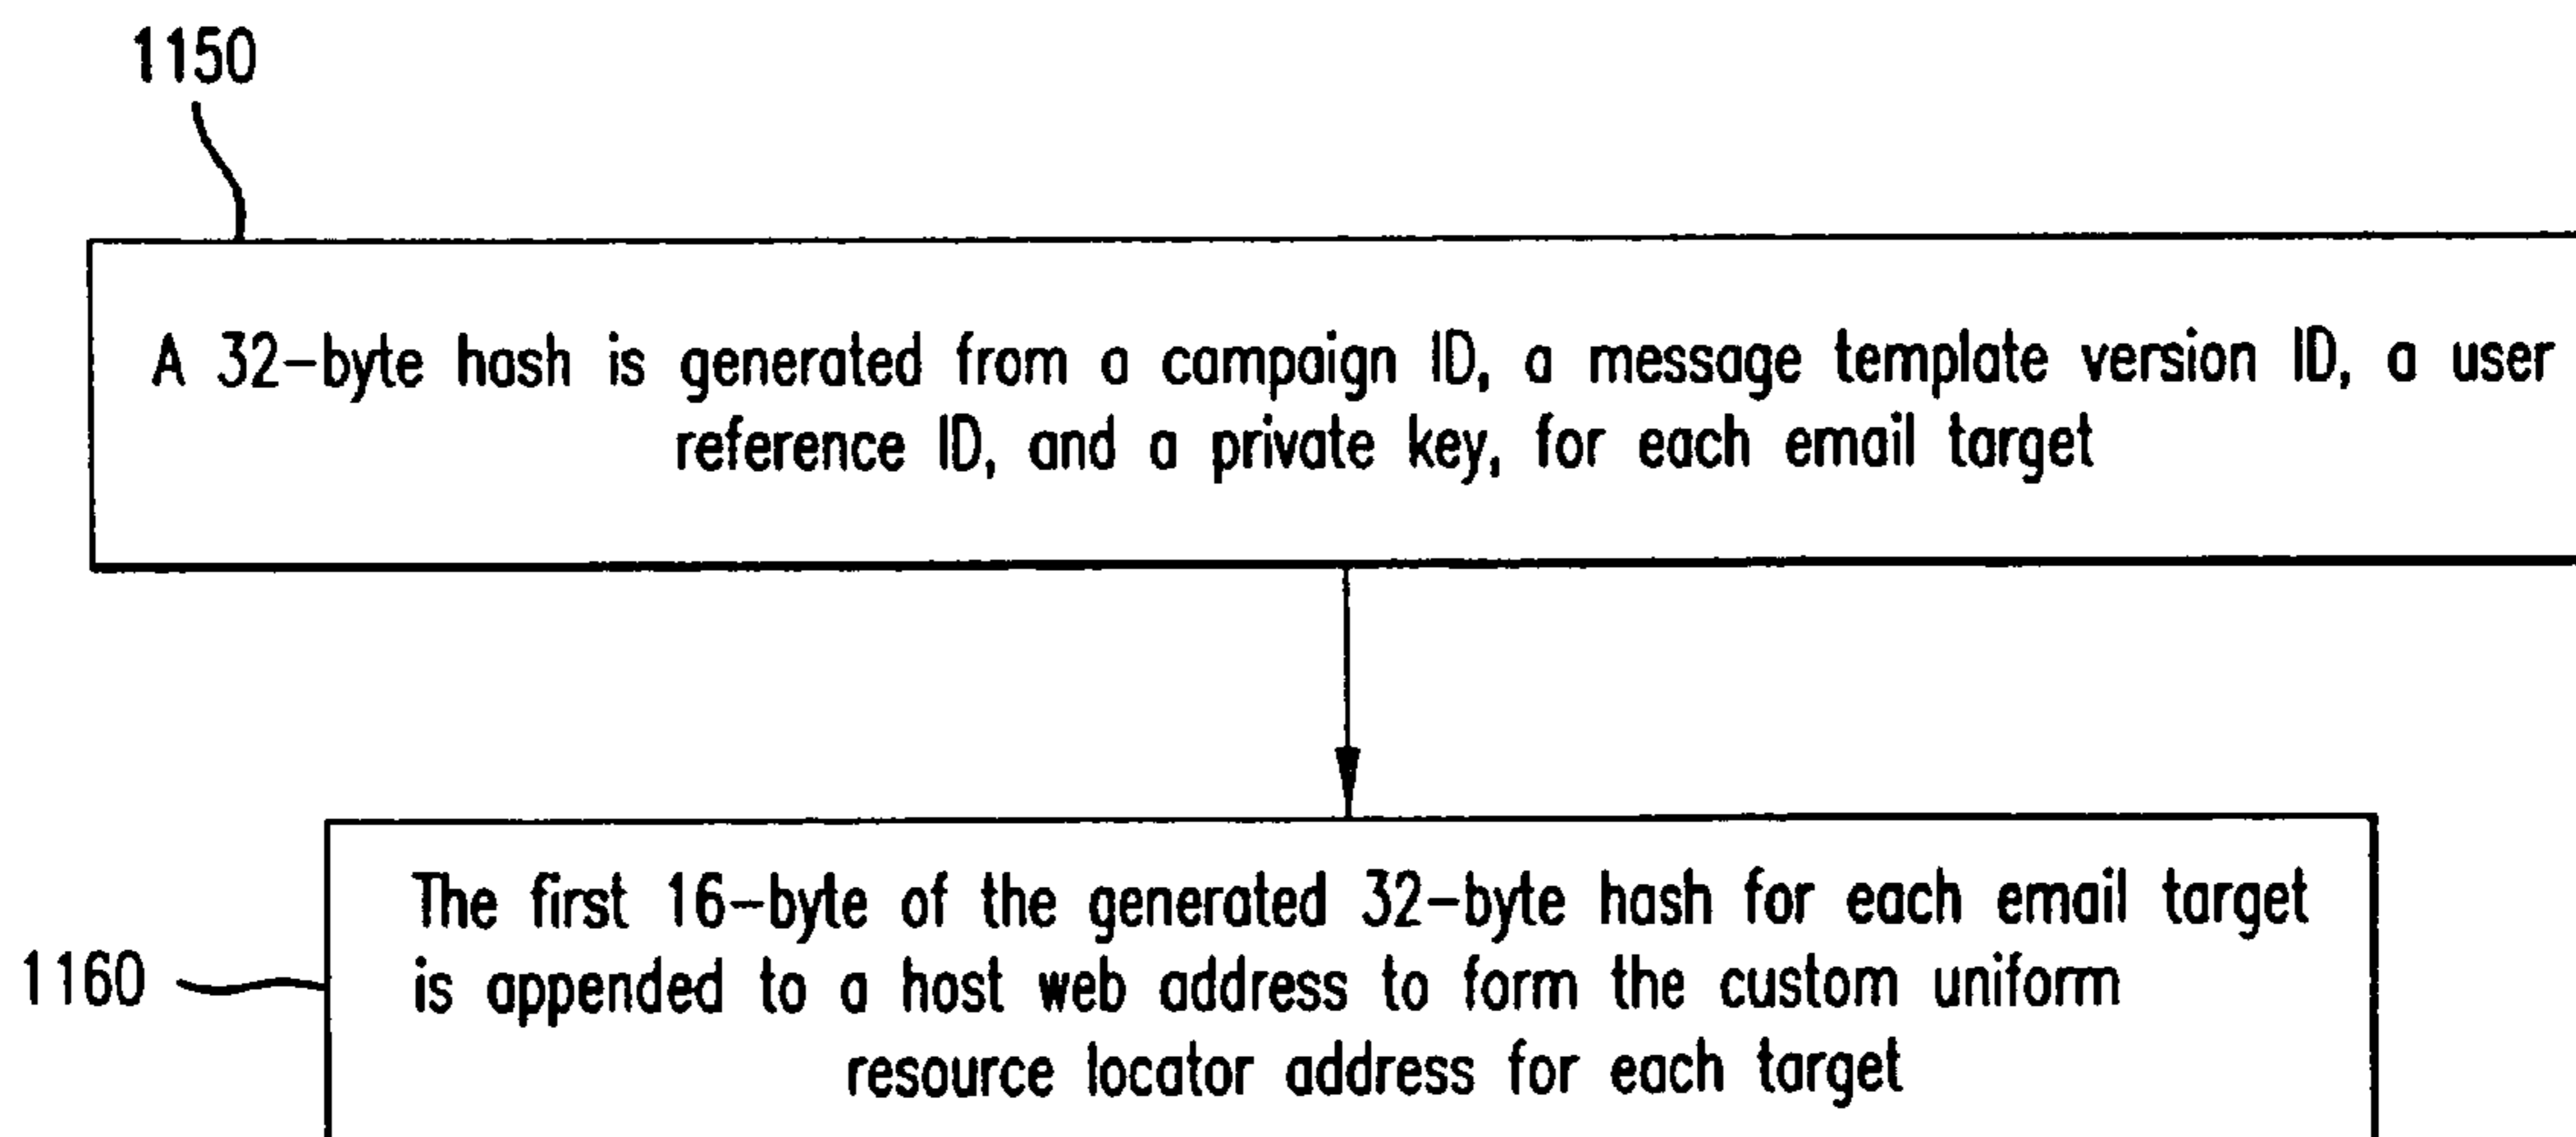 1150
A 32-byte hash is generated from a campaign ID, a message template version ID, a user
reference ID, and a private key, for each email target
The first 16-byte of the generated 32-byte hash for each email target
1160
is appended to a host web address to form the custom uniform
resource locator address for each target